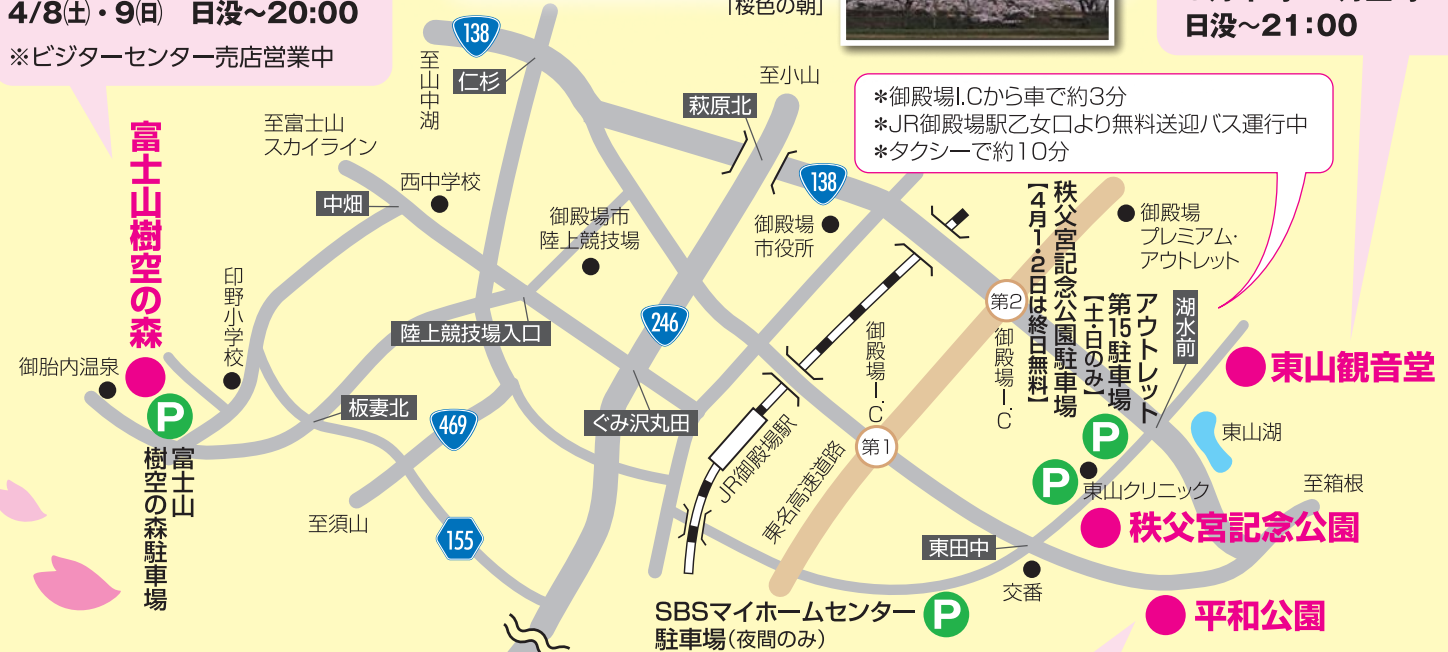 4/8㈯・9㈰　日没～20:00
※ビジターセンター売店営業中
「桜色の朝」
日没～21:00
138
至山中湖
仁杉
至小山
萩原北
＊御殿場I.Cから車で約3分
＊JR御殿場駅乙女口より無料送迎バス運行中
＊タクシーで約10分
富士山樹空の森
至富士山
スカイライン
中畑
西中学校
御殿場市
陸上競技場
138
御殿場
市役所
秩父宮記念公園駐車場
【4月1・2日は終日無料】
御殿場
プレミアム・
アウトレット
印野小学校
陸上競技場入口
246
第2
御殿場I.C
御殿場I.C
アウトレット
第15駐車場
【土・日のみ】
湖水前
東山観音堂
御胎内温泉
P
板妻北
469
ぐみ沢丸田
JR御殿場駅
第1
東名高速道路
P
東山湖
富士山
樹空の森駐車場
P
東山クリニック
至箱根
至須山
155
秩父宮記念公園
東田中
交番
SBSマイホームセンター
駐車場(夜間のみ)
P
平和公園